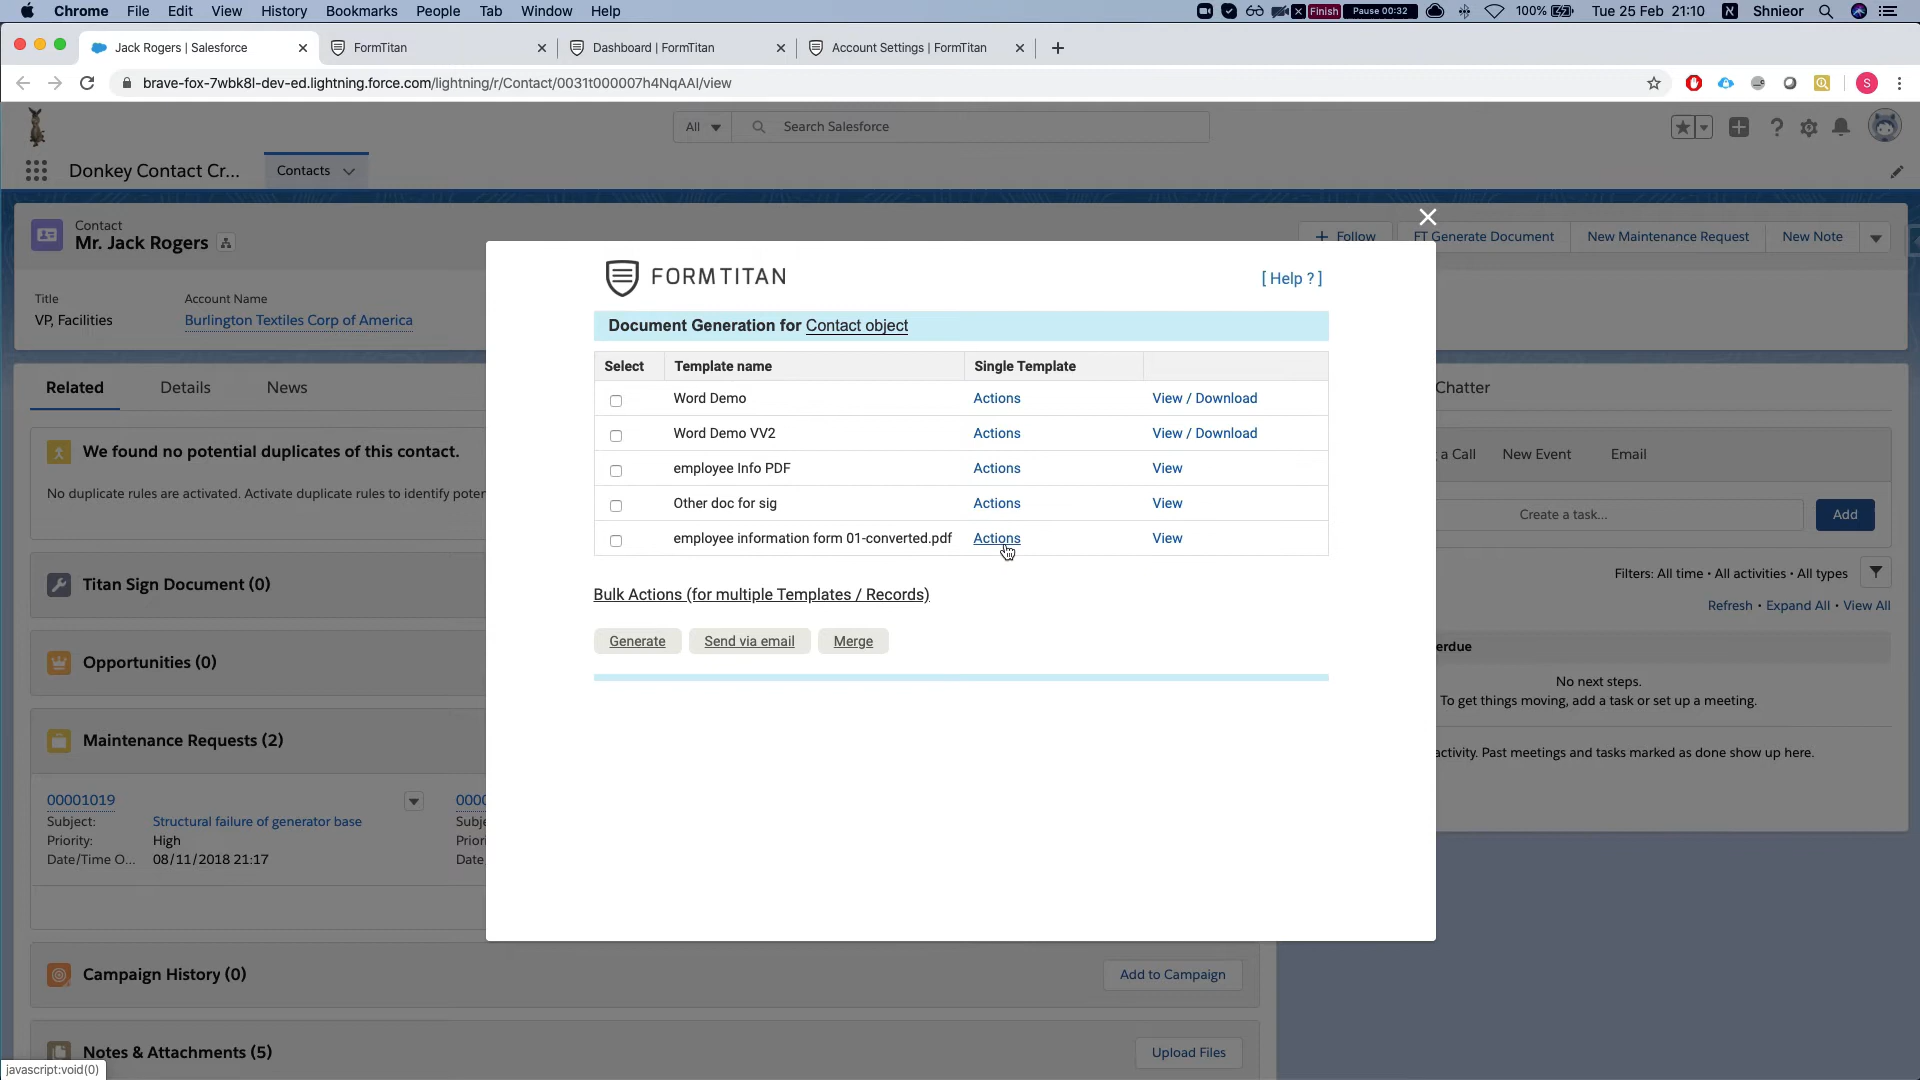 Chrome File Edit View History Bookmarks People Tab Window Help
Finish Pause 00:32 100% Tue 25 Feb 21:10 Shnieor
Jack Rogers | Salesforce
FormTitan
Dashboard | FormTitan
Account Settings | FormTitan
brave-fox-7wbk8l-dev-ed.lightning.force.com/lightning/r/Contact/0031t000007h4NqAAI/view
S
All
Search Salesforce
Donkey Contact Cr...
Contacts
Contact
Mr. Jack Rogers
Follow
FT Generate Document
New Maintenance Request
New Note
Title
Account Name
VP, Facilities
Burlington Textiles Corp of America
Related
Details
News
We found no potential duplicates of this contact.
No duplicate rules are activated. Activate duplicate rules to identify poter
Titan Sign Document (0)
Opportunities (0)
Maintenance Requests (2)
00001019
Subject: Structural failure of generator base
Priority: High
Date/Time O... 08/11/2018 21:17
0000
Subje
Prior
Date
Campaign History (0)
Add to Campaign
Notes & Attachments (5)
Upload Files
javascript:void(0)
FORMTITAN
[ Help ? ]
Document Generation for Contact object
Select Template name Single Template
Word Demo Actions View / Download
Word Demo VV2 Actions View / Download
employee Info PDF Actions View
Other doc for sig Actions View
employee information form 01-converted.pdf Actions View
Bulk Actions (for multiple Templates / Records)
Generate Send via email Merge
Chatter
a Call
New Event
Email
Create a task...
Add
Filters: All time • All activities • All types
Refresh • Expand All • View All
erdue
No next steps.
To get things moving, add a task or set up a meeting.
activity. Past meetings and tasks marked as done show up here.